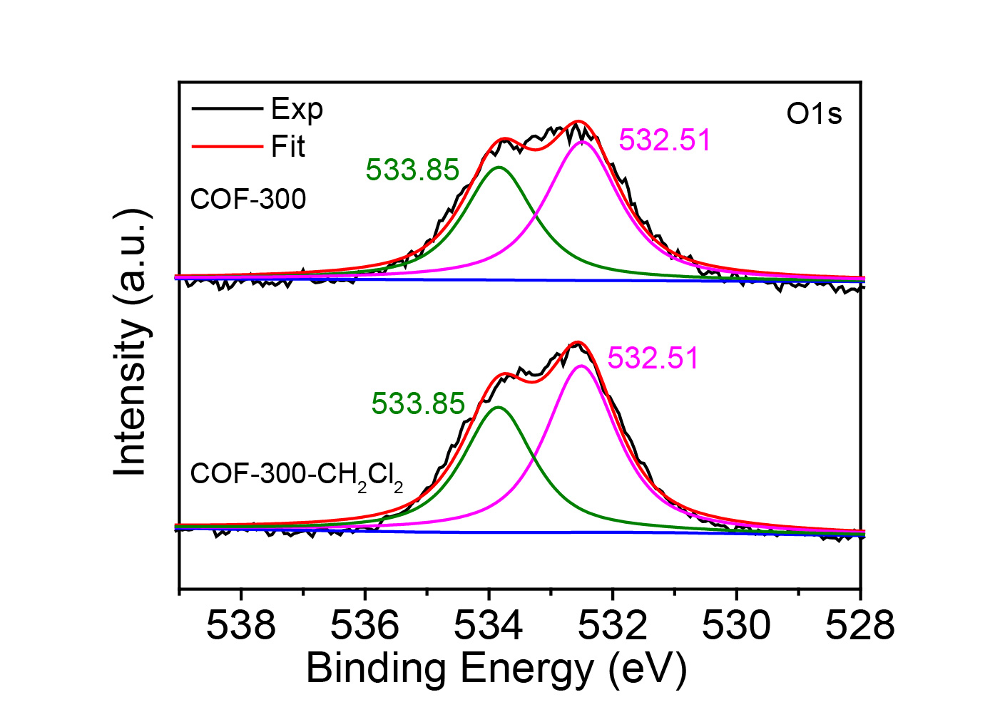 Exp
O1s
Fit
532.51
533.85
COF-300
532.51
533.85
COF-300-CH₂Cl₂
Intensity (a.u.)
538 536 534 532 530 528
Binding Energy (eV)